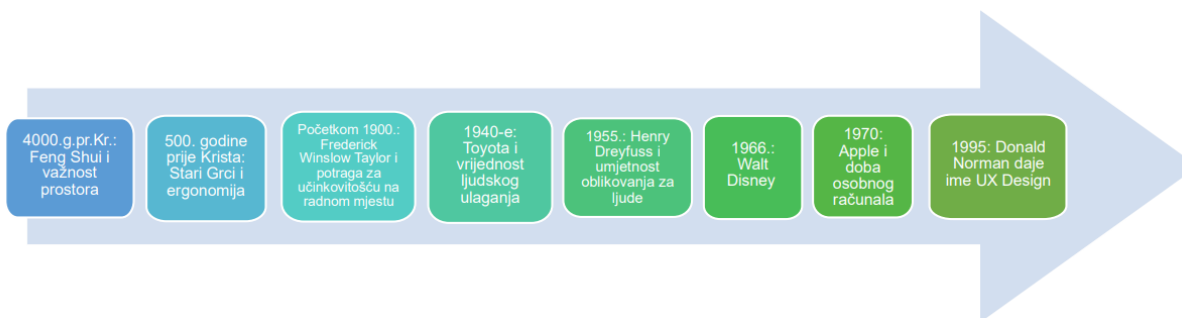 4000.g.pr.Kr.:
Feng Shui i
važnost
prostora
500. godine
prije Krista:
Stari Grci i
ergonomija
Početkom 1900.:
Frederick
Winslow Taylor i
potraga za
učinkovitošću na
radnom mjestu
1940-e:
Toyota i
vrijednost
ljudskog
ulaganja
1955.: Henry
Dreyfuss i
umjetnost
oblikovanja za
ljude
1966.:
Walt
Disney
1970:
Apple i
doba
osobnog
računala
1995: Donald
Norman daje
ime UX Design